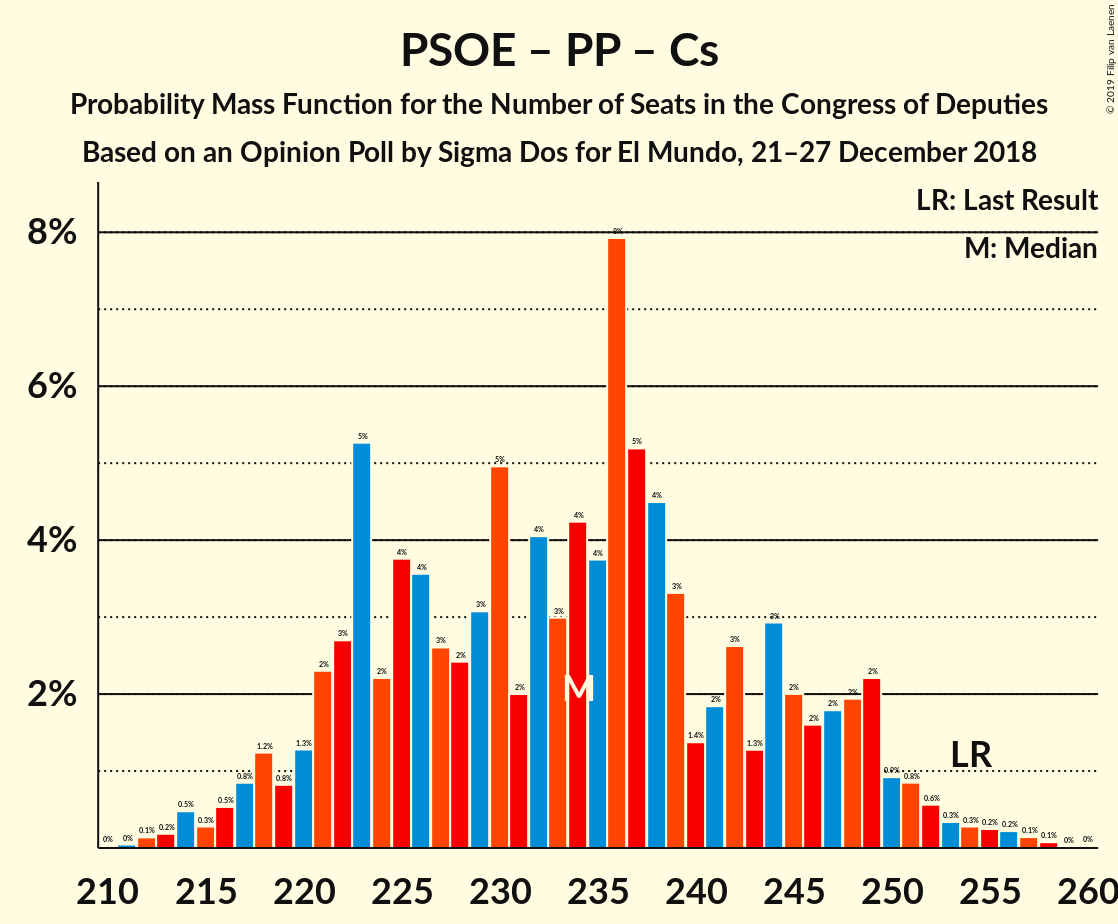 PSOE – PP – Cs
Probability Mass Function for the Number of Seats in the Congress of Deputies
Based on an Opinion Poll by Sigma Dos for El Mundo, 21–27 December 2018
© 2019 Filip van Laenen
LR: Last Result
M: Median
8%
6%
4%
2%
0% 0% 0.1% 0.2% 0.5% 0.3% 0.5% 0.8% 1.2% 0.8% 1.3% 2% 3% 5% 2% 4% 4% 3% 2% 3% 5% 2% 4% 3% 4% 4% 8% 5% 4% 3% 1.4% 2% 3% 1.3% 3% 2% 2% 2% 2% 2% 0.9% 0.8% 0.6% 0.3% 0.3% 0.2% 0.2% 0.1% 0.1% 0% 0%
M
LR
210 215 220 225 230 235 240 245 250 255 260